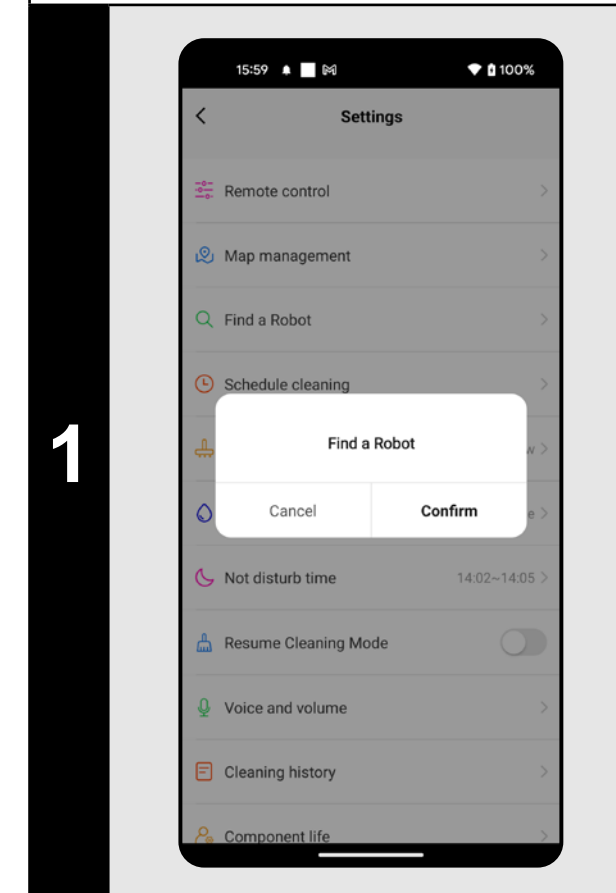 1
15:59 100%
Settings
Remote control
Map management
Find a Robot
Schedule cleaning
Find a Robot
Cancel Confirm
Not disturb time 14:02~14:05
Resume Cleaning Mode
Voice and volume
Cleaning history
Component life